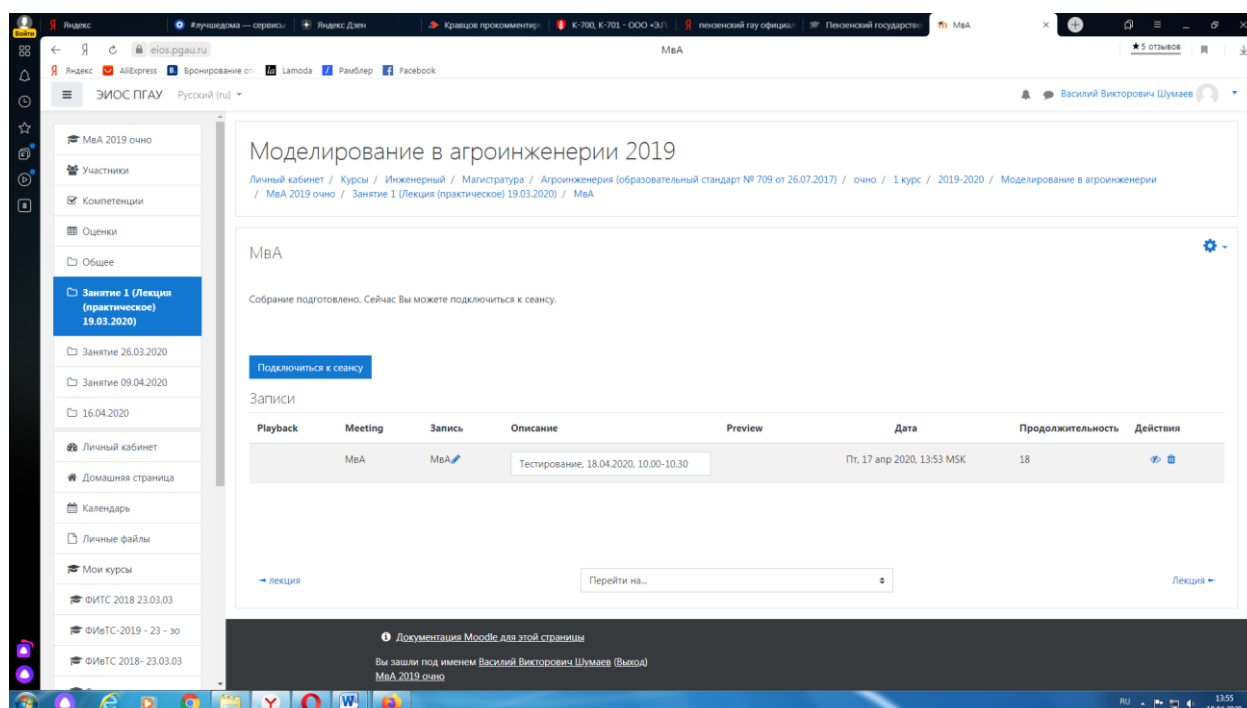 Войти
Яндекс
#лучшедома — сервисы
Яндекс Дзен
Кравцов прокомментирс
К-700, К-701 - ООО «ЭЛ
пензенский гау официал
Пензенский государстве
МвА
eios.pgau.ru
МвА
★ 5 отзывов
Яндекс AliExpress Бронирование от Lamoda Рамблер Facebook
ЭИОС ПГАУ Русский (ru)
Василий Викторович Шумаев
МвА 2019 очно
Участники
Компетенции
Оценки
Общее
Занятие 1 (Лекция
(практическое)
19.03.2020)
Занятие 26.03.2020
Занятие 09.04.2020
16.04.2020
Личный кабинет
Домашняя страница
Календарь
Личные файлы
Мои курсы
ФИТС 2018 23.03.03
ФИвТС-2019 - 23 - зо
ФИвТС 2018- 23.03.03
Моделирование в агроинженерии 2019
Личный кабинет / Курсы / Инженерный / Магистратура / Агроинженерия (образовательный стандарт № 709 от 26.07.2017) / очно / 1 курс / 2019-2020 / Моделирование в агроинженерии
/ МвА 2019 очно / Занятие 1 (Лекция (практическое) 19.03.2020) / МвА
МвА
Собрание подготовлено. Сейчас Вы можете подключиться к сеансу.
Подключиться к сеансу
Записи
Playback Meeting Запись Описание Preview Дата Продолжительность Действия
МвА МвА Тестирование, 18.04.2020, 10.00-10.30 Пт, 17 апр 2020, 13:53 MSK 18
◄ лекция
Перейти на...
Лекция ►
Документация Moodle для этой страницы
Вы зашли под именем Василий Викторович Шумаев (Выход)
МвА 2019 очно
RU
13:55